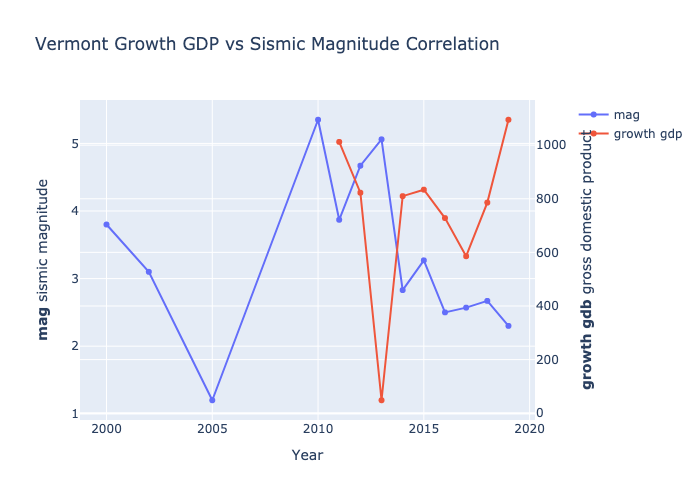 Vermont Growth GDP vs Sismic Magnitude Correlation
mag
growth gdp
5
4
3
2
1
mag sismic magnitude
1000
800
600
400
200
0
growth gdb gross domestic product
2000
2005
2010
2015
2020
Year